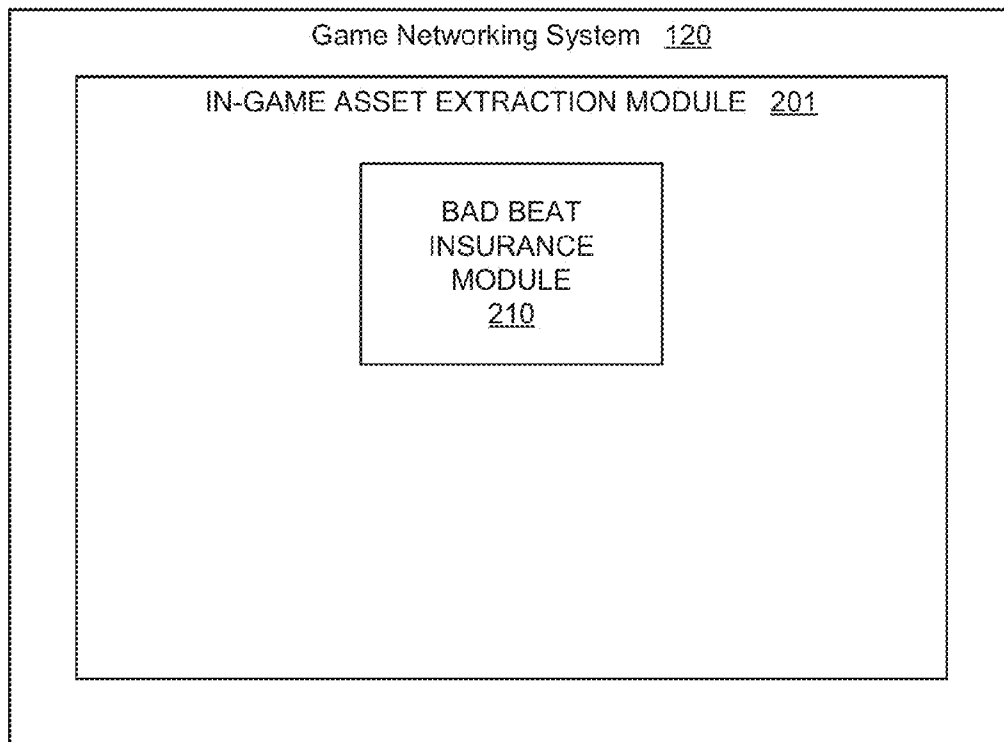 Game Networking System 120
IN-GAME ASSET EXTRACTION MODULE 201
BAD BEAT
INSURANCE
MODULE
210